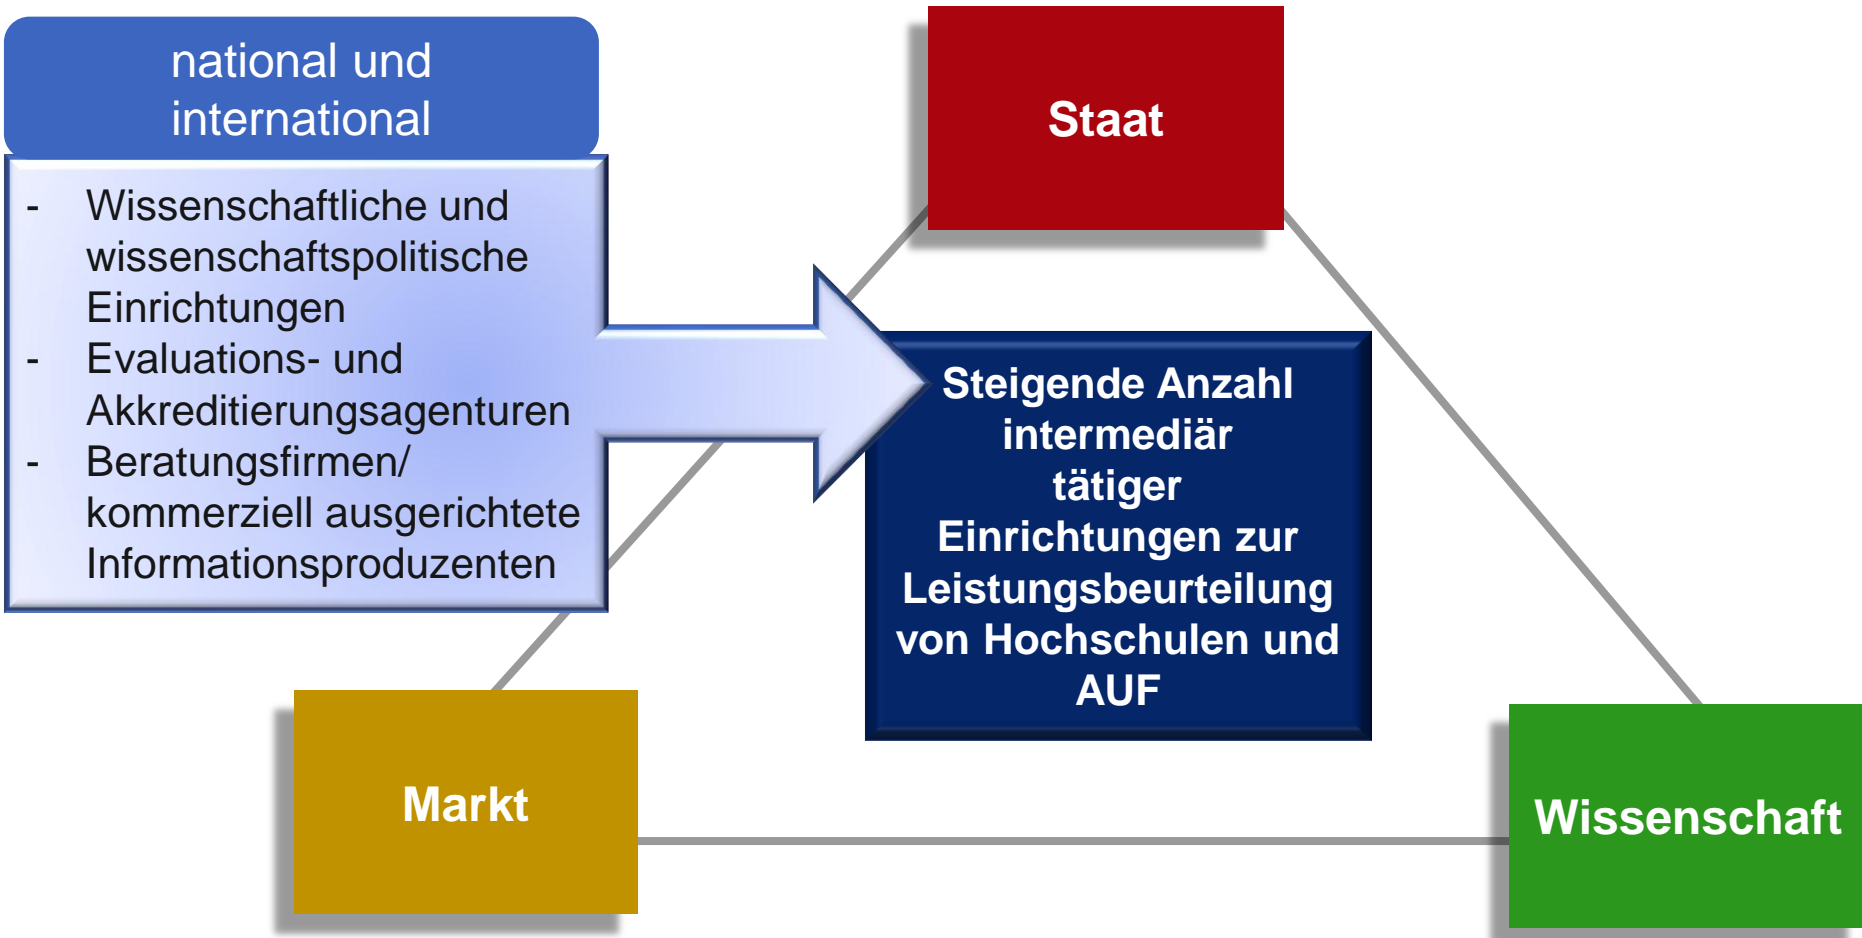 national und
international
- Wissenschaftliche und
wissenschaftspolitische
Einrichtungen
- Evaluations- und
Akkreditierungsagenturen
- Beratungsfirmen/
kommerziell ausgerichtete
Informationsproduzenten
Staat
Steigende Anzahl
intermediär
tätiger
Einrichtungen zur
Leistungsbeurteilung
von Hochschulen und
AUF
Markt
Wissenschaft